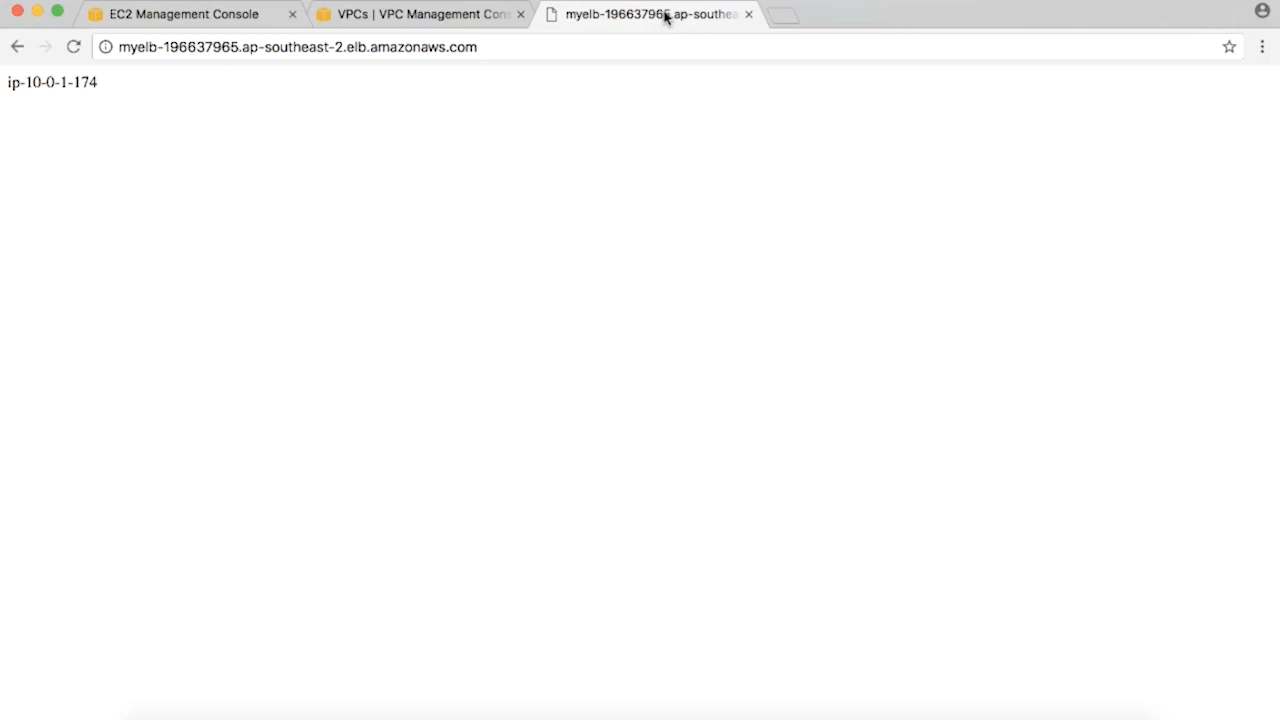 EC2 Management Console
VPCs | VPC Management Con
myelb-196637965.ap-southea
myelb-196637965.ap-southeast-2.elb.amazonaws.com
ip-10-0-1-174